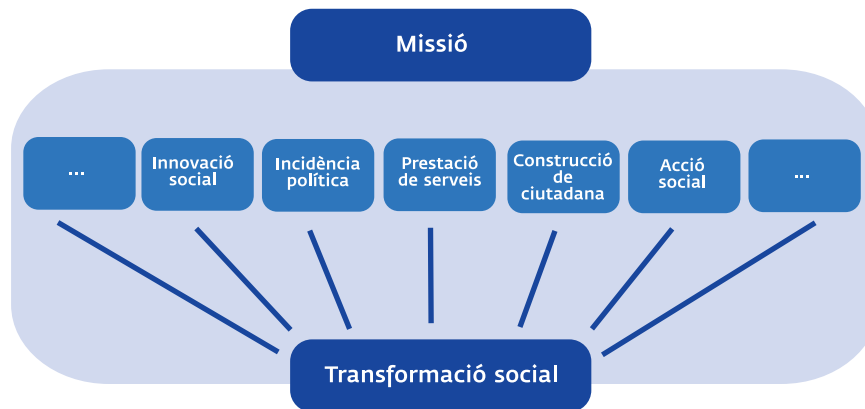 Missió
...
Innovació
social
Incidència
política
Prestació
de serveis
Construcció
de
ciutadana
Acció
social
...
Transformació social